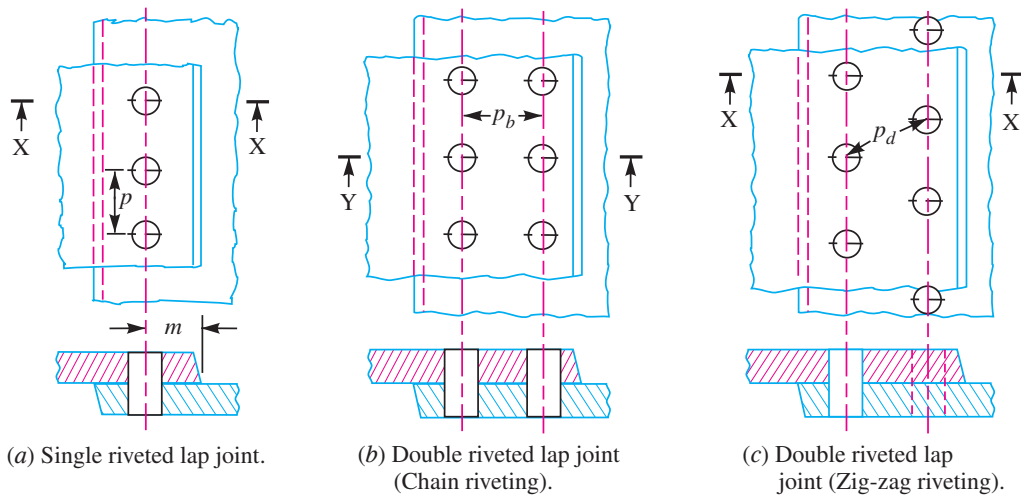 X
X
p
m
(a) Single riveted lap joint.
p_b
Y
Y
(b) Double riveted lap joint
(Chain riveting).
X
X
p_d
(c) Double riveted lap
joint (Zig-zag riveting).